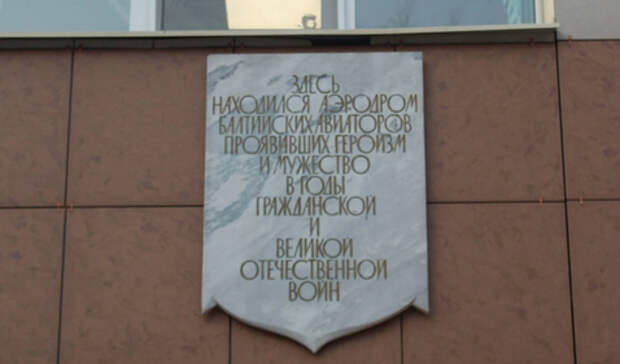 ЗДЕСЬ
НАХОДИЛСЯ АЭРОДРОМ
БАЛТИЙСКИХ АВИАТОРОВ
ПРОЯВИВШИХ ГЕРОИЗМ
И МУЖЕСТВО
В ГОДЫ
ГРАЖДАНСКОЙ
И
ВЕЛИКОЙ
ОТЕЧЕСТВЕННОЙ
ВОЙН